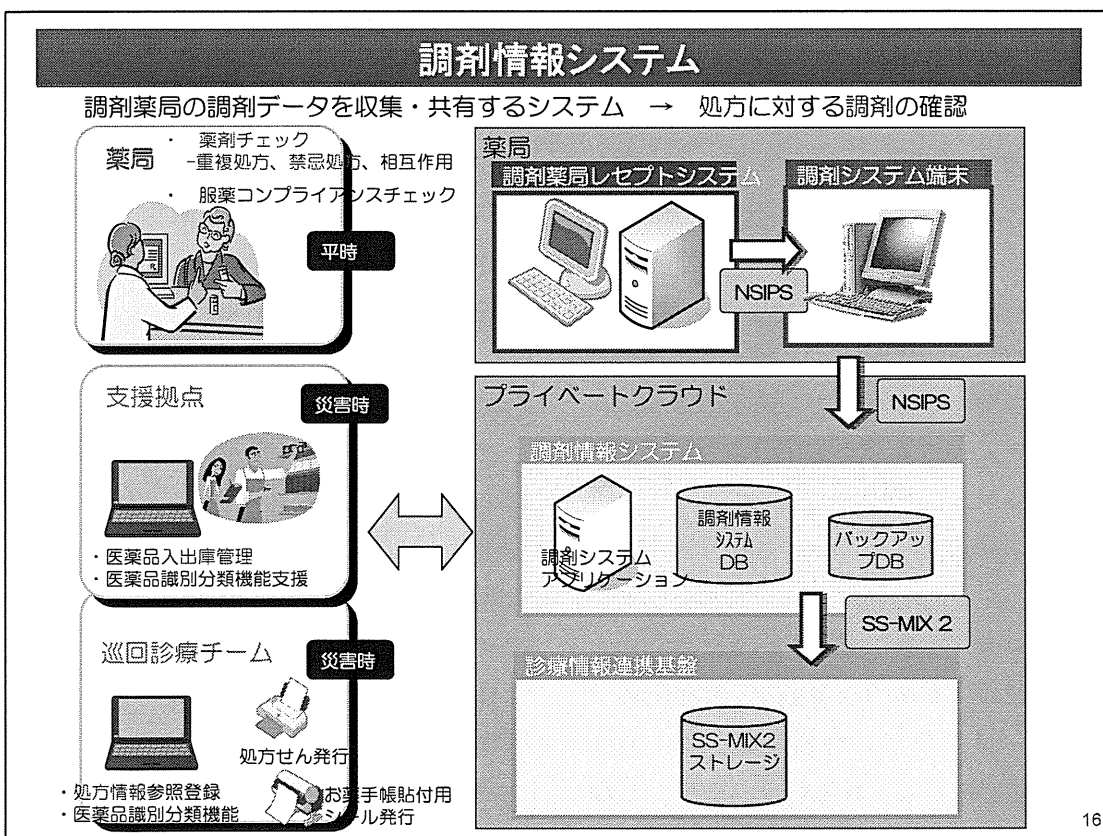 調剤情報システム
調剤薬局の調剤データを収集・共有するシステム → 処方に対する調剤の確認
薬局
・ 薬剤チェック
-重複処方、禁忌処方、相互作用
・ 服薬コンプライアンスチェック
平時
支援拠点
災害時
・医薬品入出庫管理
・医薬品識別分類機能支援
巡回診療チーム
災害時
処方せん発行
・処方情報参照登録
・医薬品識別分類機能
お薬手帳貼付用
シール発行
薬局
調剤薬局レセプトシステム
調剤システム端末
NSIPS
NSIPS
プライベートクラウド
調剤情報システム
調剤システム
アプリケーション
調剤情報
システム
DB
バックアッ
プDB
SS-MIX 2
診療情報連携基盤
SS-MIX2
ストレージ
16